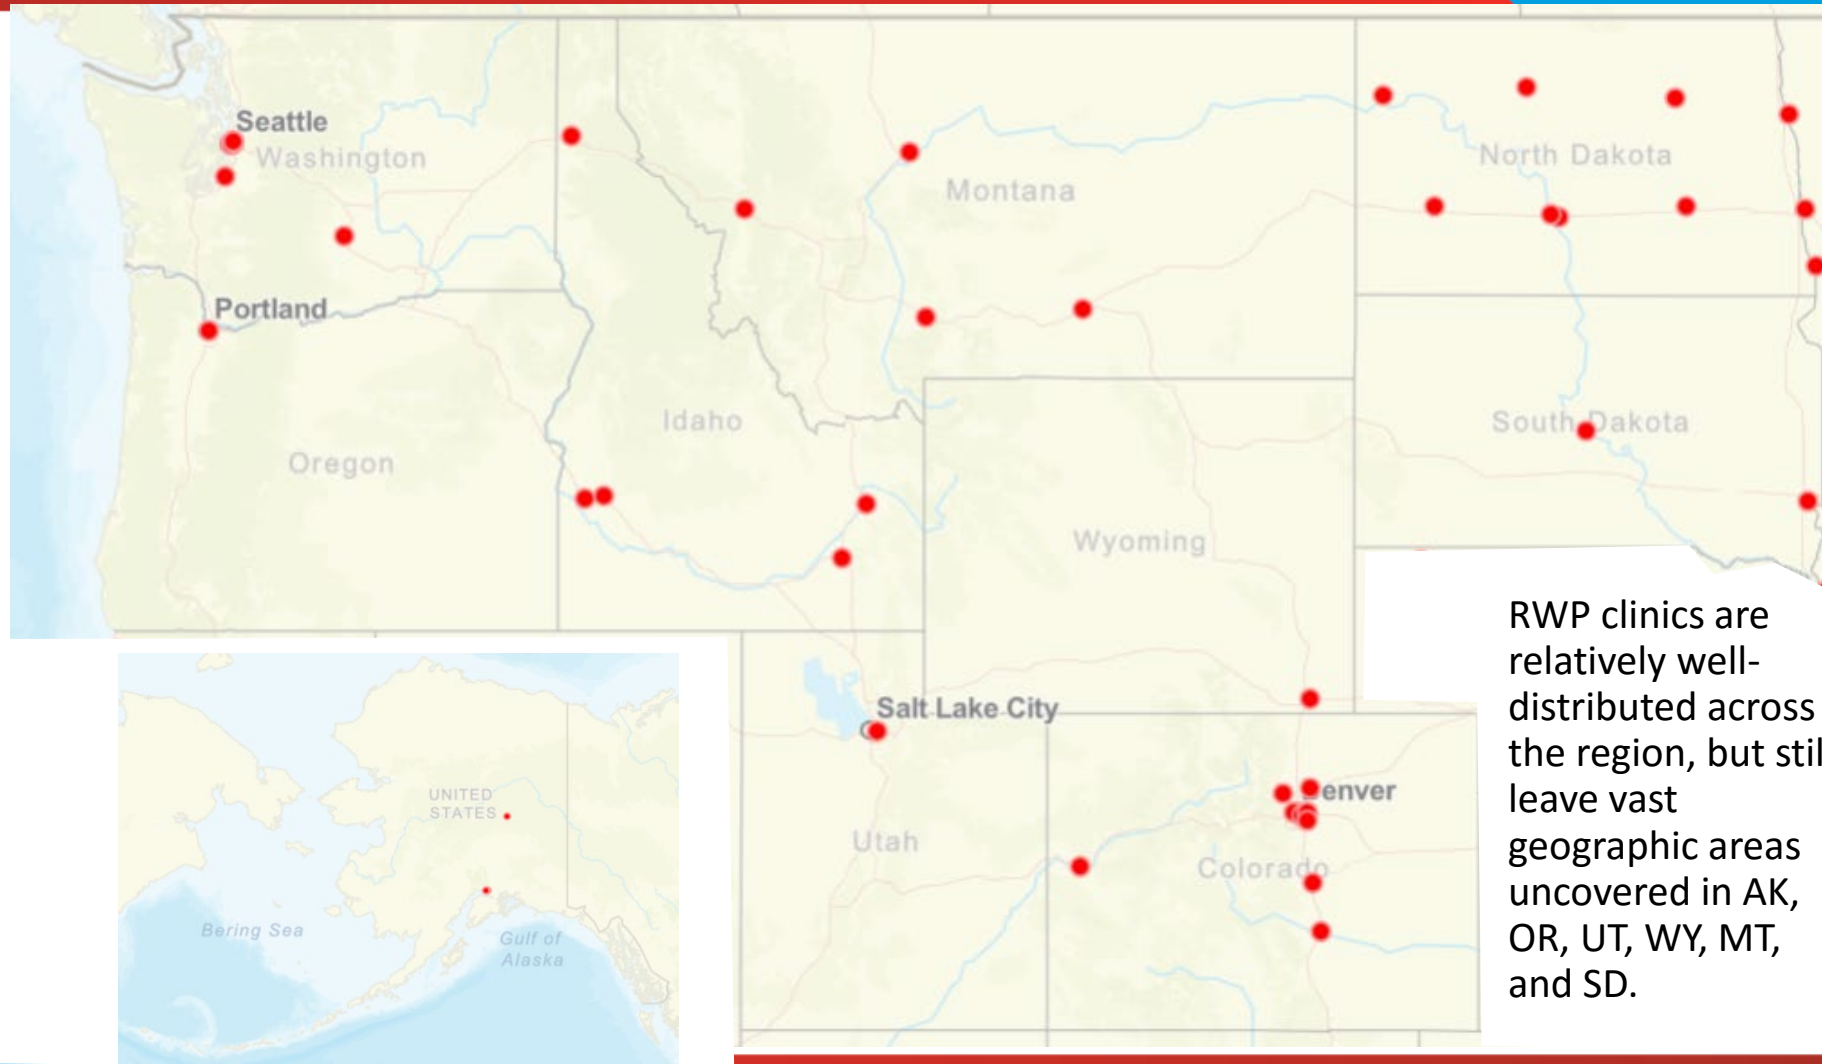 Seattle
Washington
Portland
Oregon
Idaho
Montana
Wyoming
North Dakota
South Dakota
Salt Lake City
Utah
enver
Colorado
UNITED
STATES
Bering Sea
Gulf of
Alaska
RWP clinics are
relatively well-
distributed across
the region, but stil
leave vast
geographic areas
uncovered in AK,
OR, UT, WY, MT,
and SD.